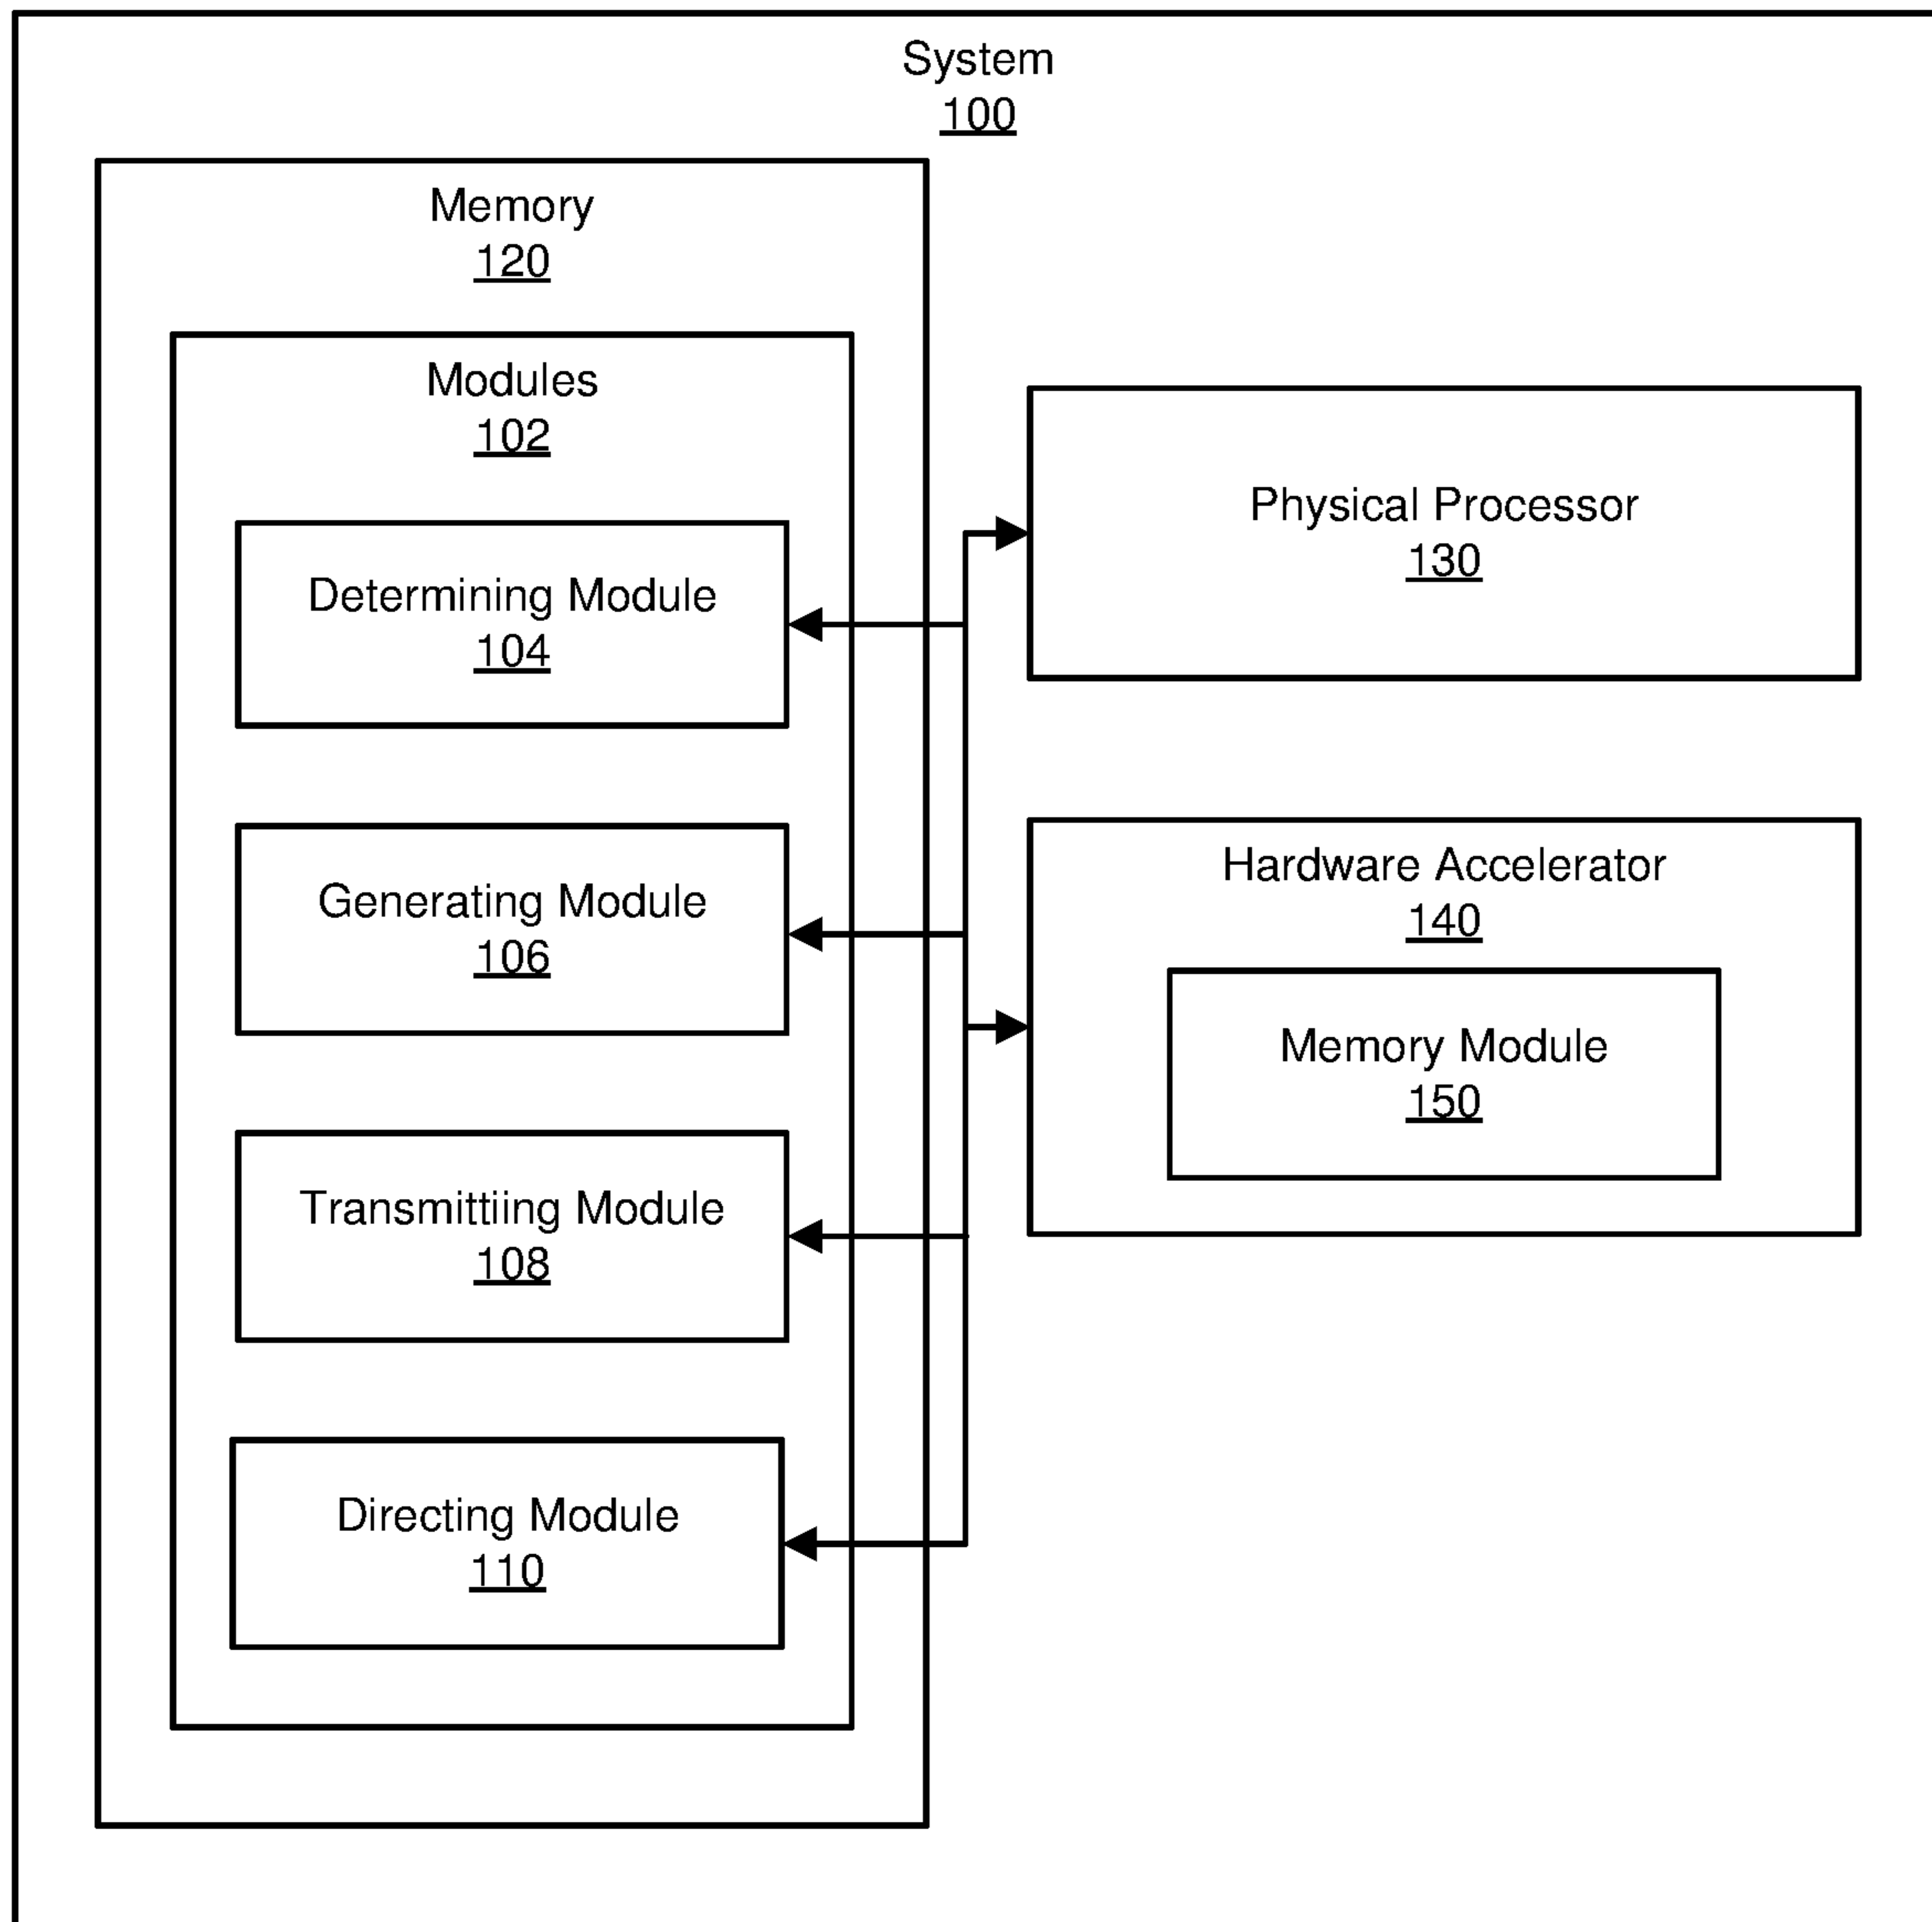 System
100
Memory
120
Modules
102
Determining Module
104
Generating Module
106
Transmittiing Module
108
Directing Module
110
Physical Processor
130
Hardware Accelerator
140
Memory Module
150